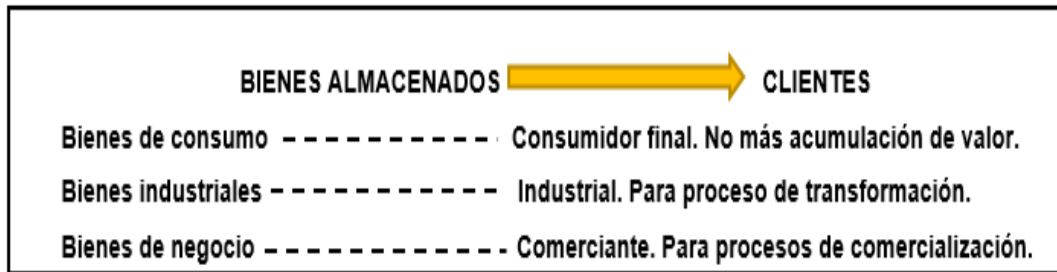 BIENES ALMACENADOS CLIENTES
Bienes de consumo - - - - - - - - - - - Consumidor final. No más acumulación de valor.
Bienes industriales - - - - - - - - - - - Industrial. Para proceso de transformación.
Bienes de negocio - - - - - - - - - - - - Comerciante. Para procesos de comercialización.